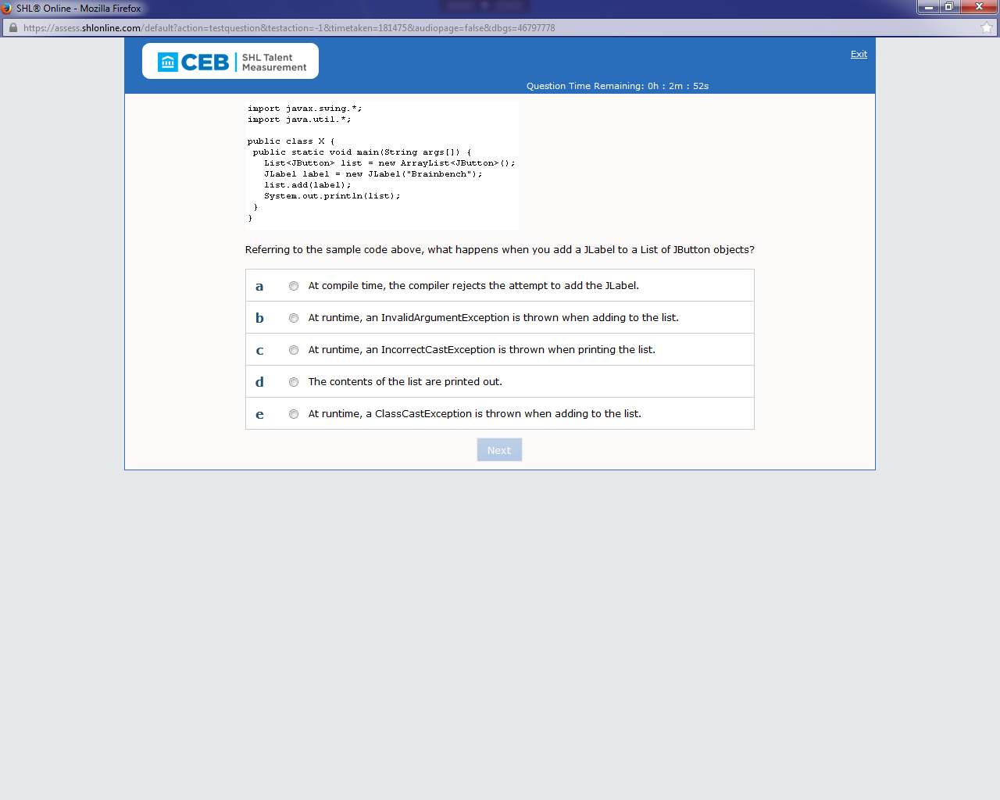 SHL® Online - Mozilla Firefox
https://assess.shlonline.com/default?action=testquestion&testaction=-1&timetaken=181475&audiopage=false&dbgs=46797778
CEB SHL Talent Measurement
Exit
Question Time Remaining: 0h : 2m : 52s
import javax.swing.*;
import java.util.*;
public class X {
public static void main(String args[]) {
List<JButton> list = new ArrayList<JButton>();
JLabel label = new JLabel("Brainbench");
list.add(label);
System.out.println(list);
}
}
Referring to the sample code above, what happens when you add a JLabel to a List of JButton objects?
a At compile time, the compiler rejects the attempt to add the JLabel.
b At runtime, an InvalidArgumentException is thrown when adding to the list.
c At runtime, an IncorrectCastException is thrown when printing the list.
d The contents of the list are printed out.
e At runtime, a ClassCastException is thrown when adding to the list.
Next